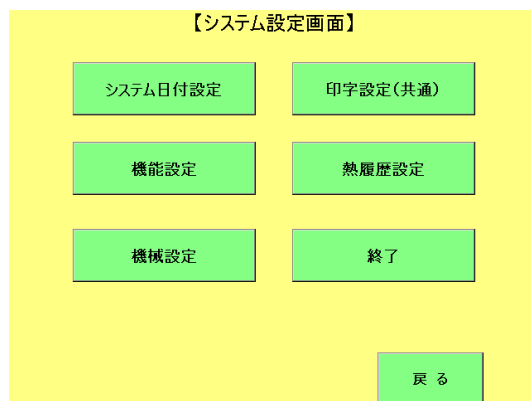 【システム設定画面】
システム日付設定
印字設定(共通)
機能設定
熱履歴設定
機械設定
終了
戻る